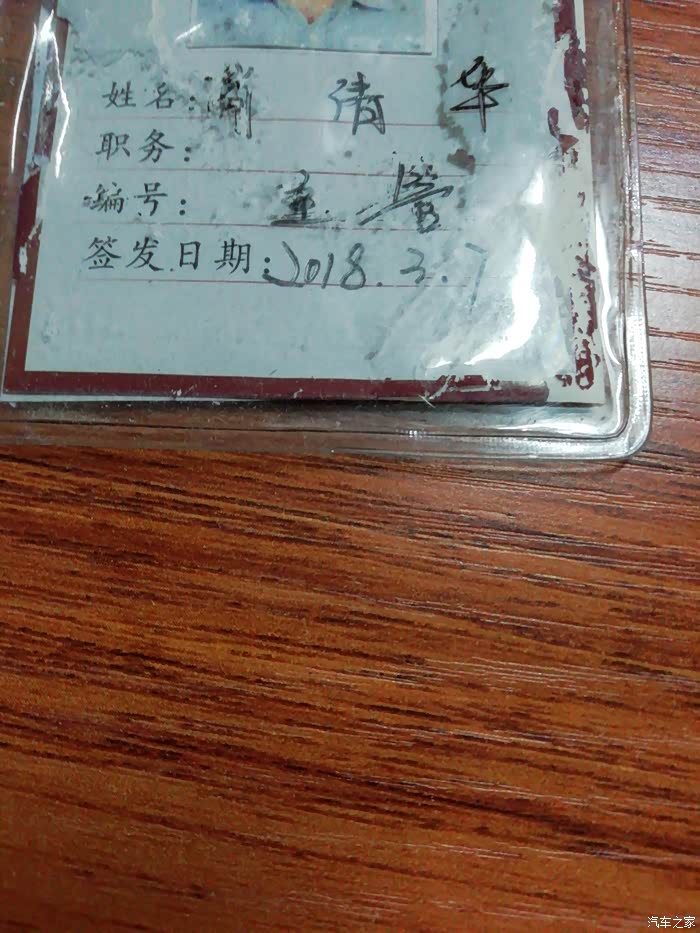 姓名: 清华
职务:
编号: 主管
签发日期: 2018.3.7
汽车之家